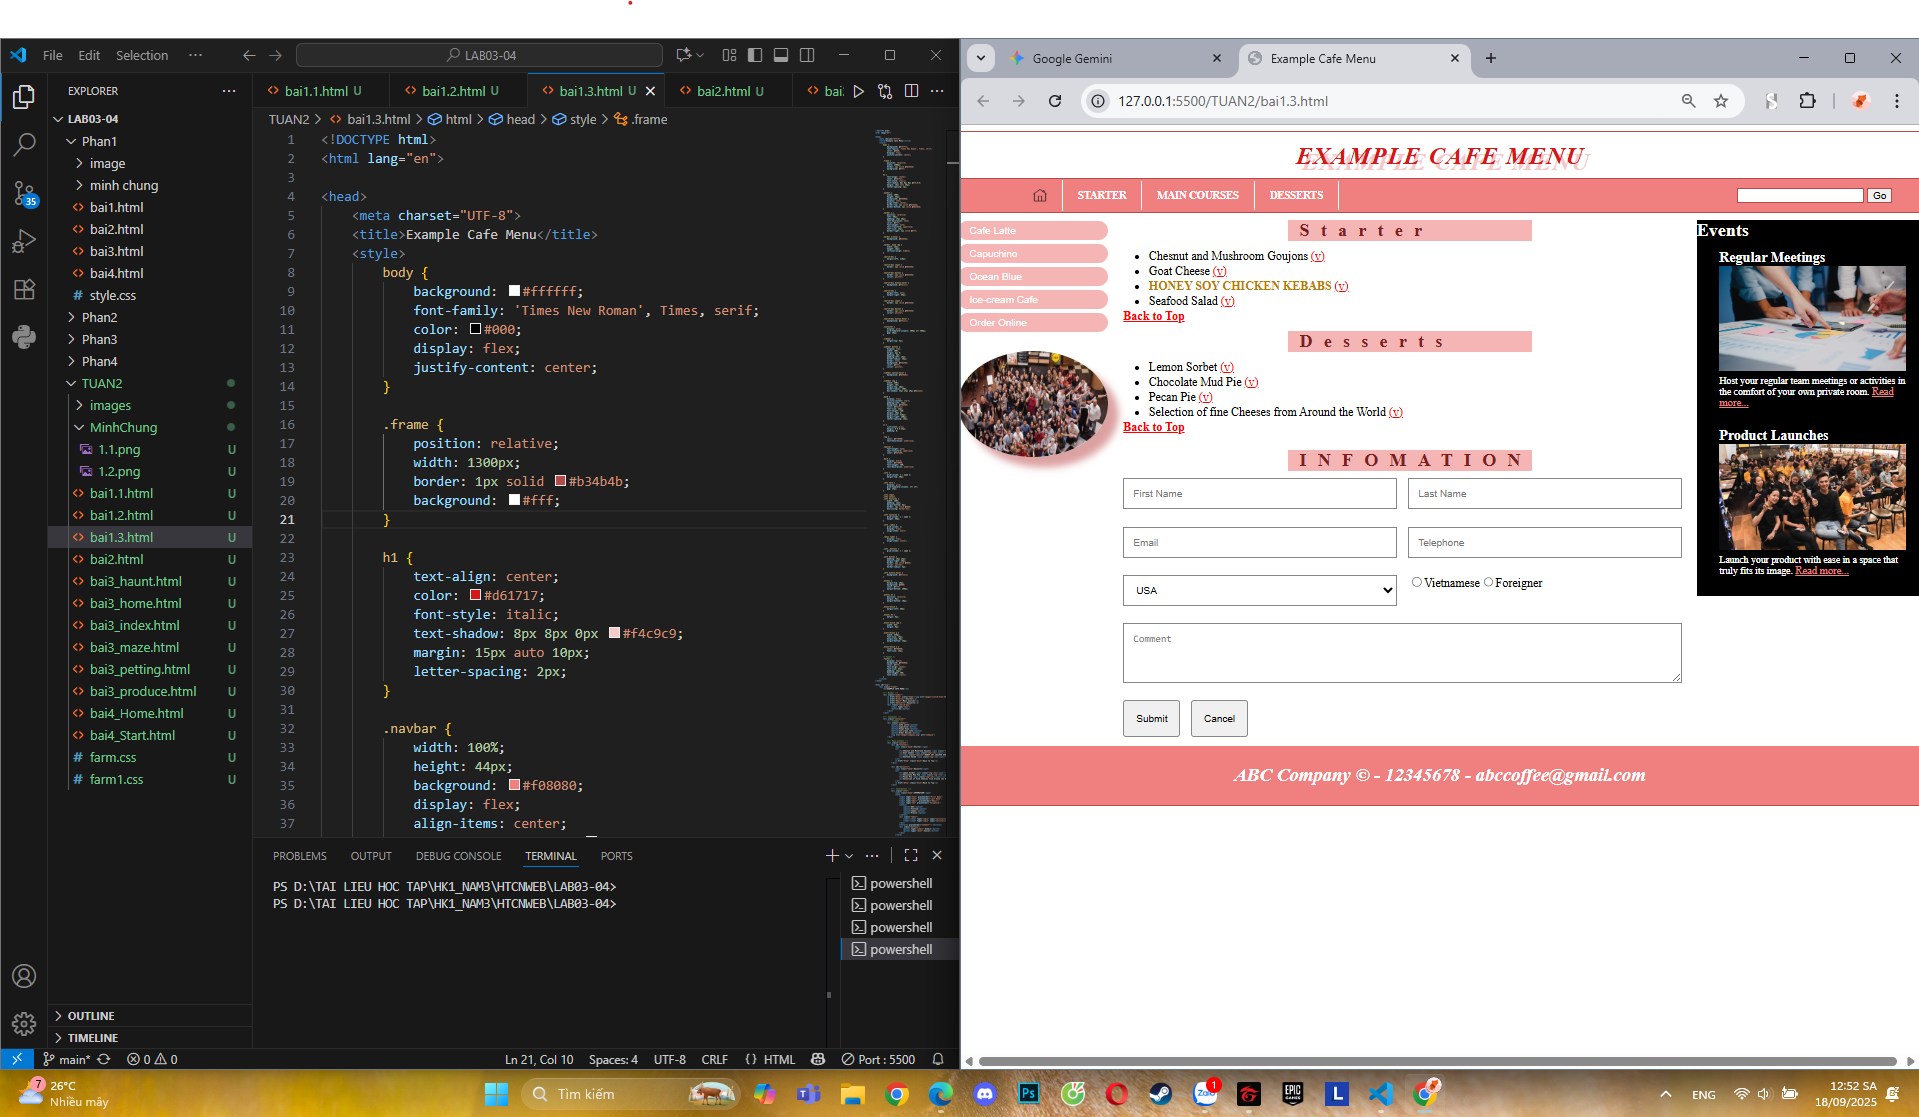 File Edit Selection ···
LAB03-04
EXPLORER
LAB03-04
Phan1
image
minh chung
bai1.html
bai2.html
bai3.html
bai4.html
style.css
Phan2
Phan3
Phan4
TUAN2
images
MinhChung
1.1.png U
1.2.png U
bai1.1.html U
bai1.2.html U
bai1.3.html U
bai2.html U
bai3_haunt.html U
bai3_home.html U
bai3_index.html U
bai3_maze.html U
bai3_petting.html U
bai3_produce.html U
bai4_Home.html U
bai4_Start.html U
farm.css U
farm1.css U
OUTLINE
TIMELINE
35
bai1.1.html U bai1.2.html U bai1.3.html U bai2.html U bai:
TUAN2 > bai1.3.html > html > head > style > .frame
1 <!DOCTYPE html>
2 <html lang="en">
3
4 <head>
5 <meta charset="UTF-8">
6 <title>Example Cafe Menu</title>
7 <style>
8 body {
9 background: #ffffff;
10 font-family: 'Times New Roman', Times, serif;
11 color: #000;
12 display: flex;
13 justify-content: center;
14 }
15
16 .frame {
17 position: relative;
18 width: 1300px;
19 border: 1px solid #b34b4b;
20 background: #fff;
21 }
22
23 h1 {
24 text-align: center;
25 color: #d61717;
26 font-style: italic;
27 text-shadow: 8px 8px 0px #f4c9c9;
28 margin: 15px auto 10px;
29 letter-spacing: 2px;
30 }
31
32 .navbar {
33 width: 100%;
34 height: 44px;
35 background: #f08080;
36 display: flex;
37 align-items: center;
PROBLEMS OUTPUT DEBUG CONSOLE TERMINAL PORTS
PS D:\TAI LIEU HOC TAP\HK1_NAM3\HTCNWEB\LAB03-04>
PS D:\TAI LIEU HOC TAP\HK1_NAM3\HTCNWEB\LAB03-04>
powershell
powershell
powershell
powershell
main* 0 0 Ln 21, Col 10 Spaces: 4 UTF-8 CRLF {} HTML Port : 5500
Google Gemini
Example Cafe Menu
127.0.0.1:5500/TUAN2/bai1.3.html
EXAMPLE CAFE MENU
STARTER MAIN COURSES DESSERTS Go
Cafe Latte
Capuchino
Ocean Blue
Ice-cream Cafe
Order Online
Starter
Chesnut and Mushroom Goujons (v)
Goat Cheese (v)
HONEY SOY CHICKEN KEBABS (v)
Seafood Salad (v)
Back to Top
Desserts
Lemon Sorbet (v)
Chocolate Mud Pie (v)
Pecan Pie (v)
Selection of fine Cheeses from Around the World (v)
Back to Top
INFOMATION
First Name Last Name
Email Telephone
USA Vietnamese Foreigner
Comment
Submit Cancel
Events
Regular Meetings
Host your regular team meetings or activities in
the comfort of your own private room. Read
more...
Product Launches
Launch your product with ease in a space that
truly fits its image. Read more...
ABC Company © - 12345678 - abccoffee@gmail.com
7
26°C
Nhiều mây
Tìm kiếm
Ps
Zalo
1
EPIC GAMES
L
ENG
12:52 SA
18/09/2025